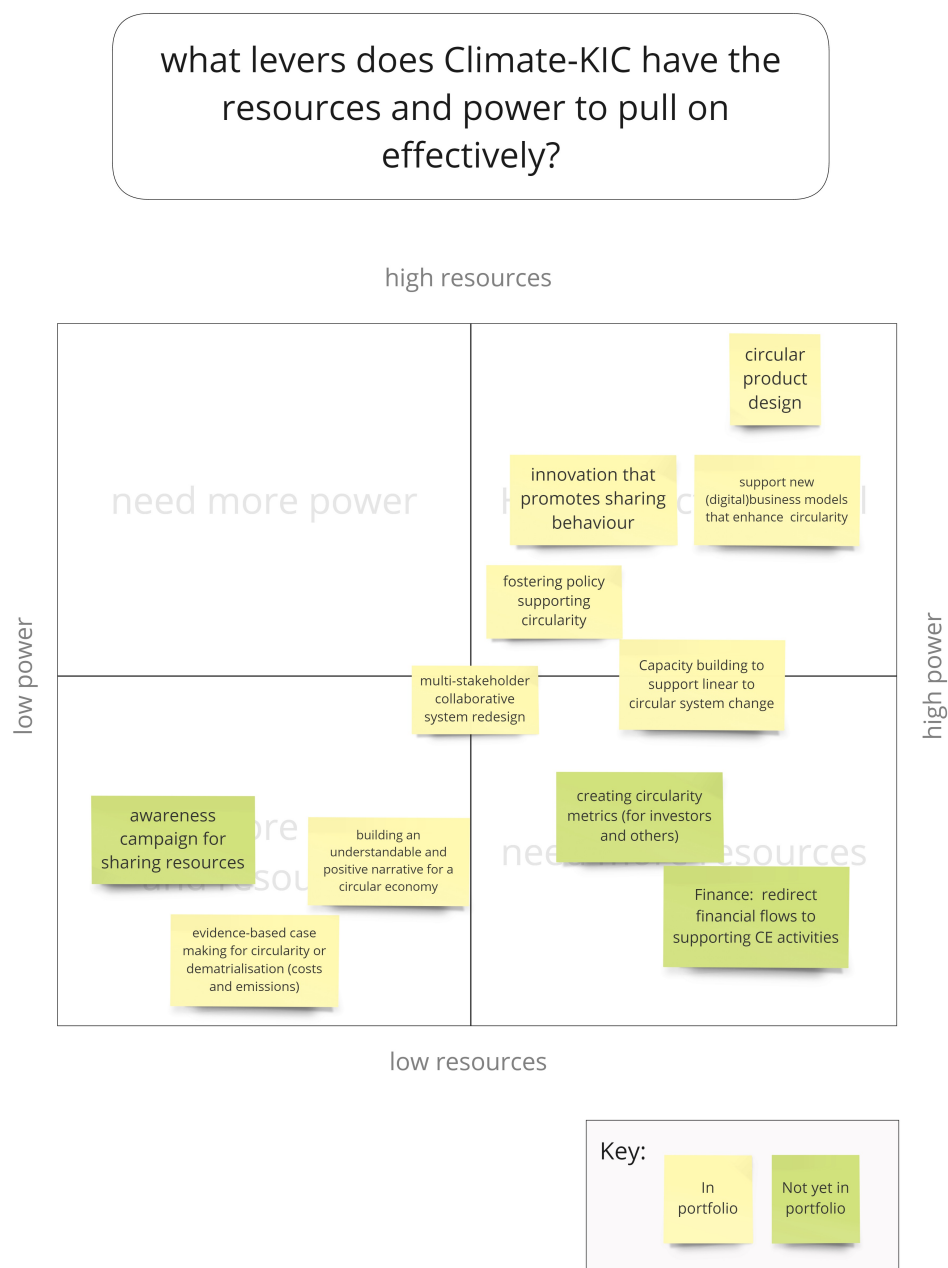 what levers does Climate-KIC have the
resources and power to pull on
effectively?
high resources
circular
product
design
need more power
innovation that
promotes sharing
behaviour
support new
(digital)business models
that enhance circularity
fostering policy
supporting
circularity
low power
high power
multi-stakeholder
collaborative
system redesign
Capacity building to
support linear to
circular system change
creating circularity
metrics (for investors
and others)
awareness
campaign for
sharing resources
building an
understandable and
positive narrative for a
circular economy
resources
Finance: redirect
financial flows to
supporting CE activities
evidence-based case
making for circularity or
dematrialisation (costs
and emissions)
low resources
Key:
In
portfolio
Not yet in
portfolio